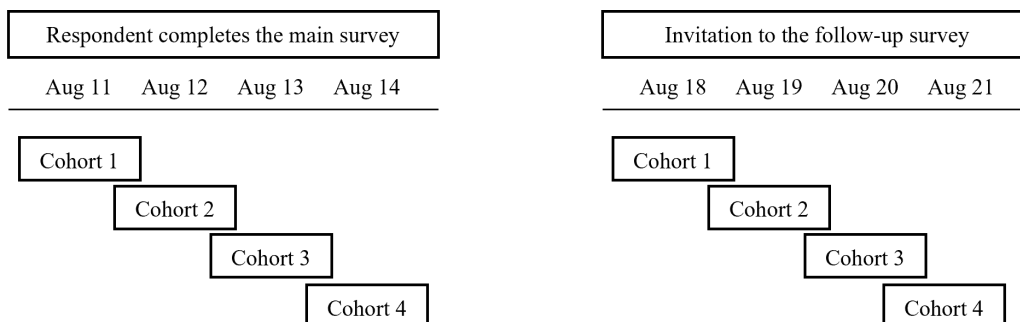 Respondent completes the main survey
Aug 11 Aug 12 Aug 13 Aug 14
Cohort 1
Cohort 2
Cohort 3
Cohort 4
Invitation to the follow-up survey
Aug 18 Aug 19 Aug 20 Aug 21
Cohort 1
Cohort 2
Cohort 3
Cohort 4